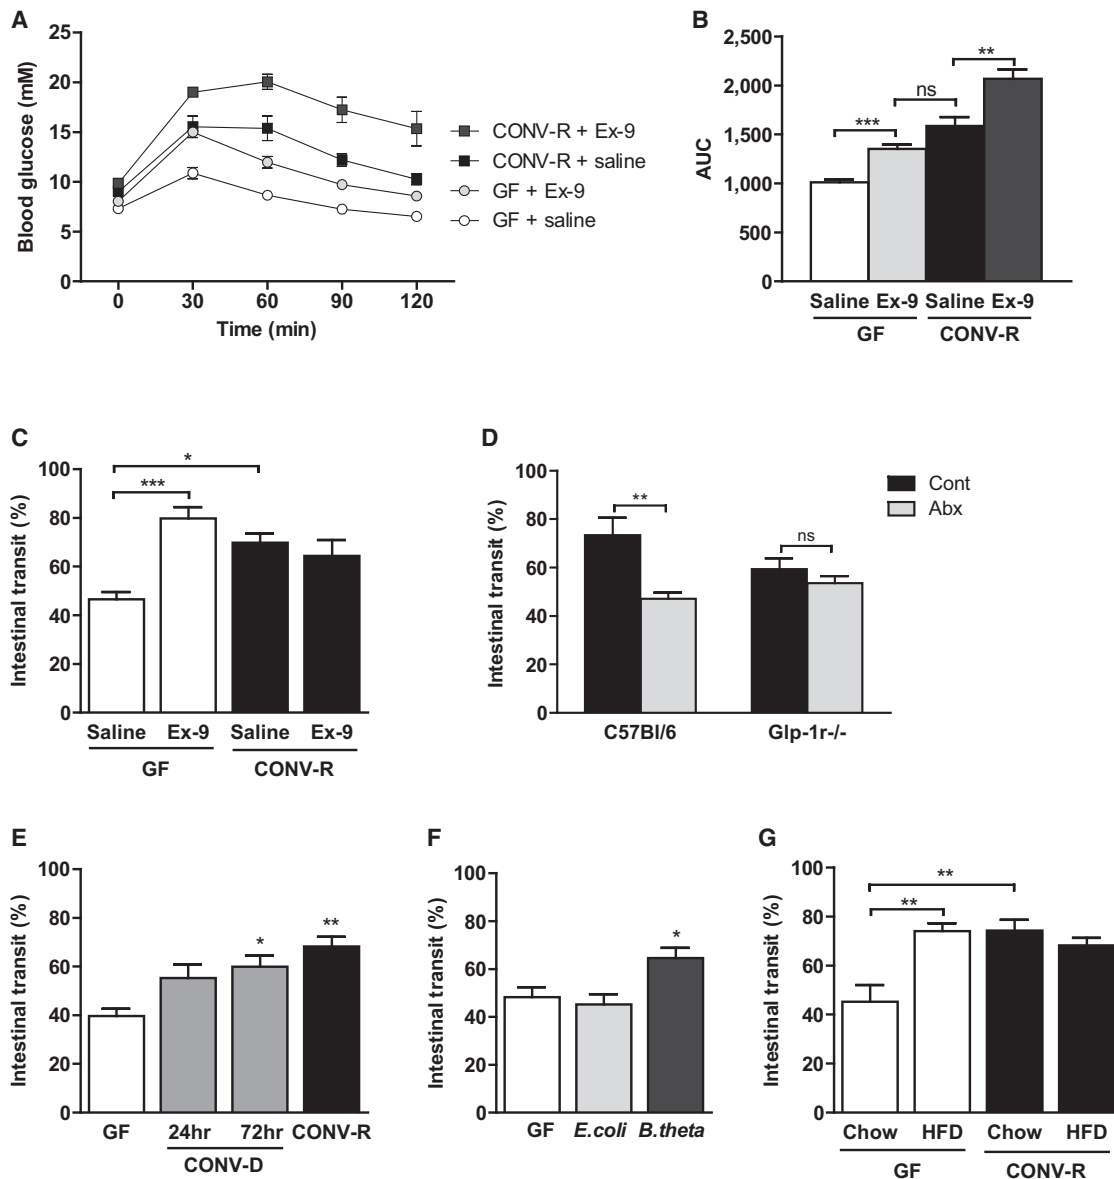 A
25
20
15
10
5
0
Blood glucose (mM)
0 30 60 90 120
Time (min)
CONV-R + Ex-9
CONV-R + saline
GF + Ex-9
GF + saline
B
2,500
2,000
1,500
1,000
500
0
AUC
***
ns
**
Saline Ex-9 Saline Ex-9
GF CONV-R
C
100
80
60
40
20
0
Intestinal transit (%)
*
***
Saline Ex-9 Saline Ex-9
GF CONV-R
D
100
80
60
40
20
0
Intestinal transit (%)
**
ns
Cont
Abx
C57Bl/6 Glp-1r-/-
E
100
80
60
40
20
0
Intestinal transit (%)
*
**
GF 24hr 72hr CONV-R
CONV-D
F
100
80
60
40
20
0
Intestinal transit (%)
*
GF E.coli B.theta
G
100
80
60
40
20
0
Intestinal transit (%)
**
**
Chow HFD Chow HFD
GF CONV-R